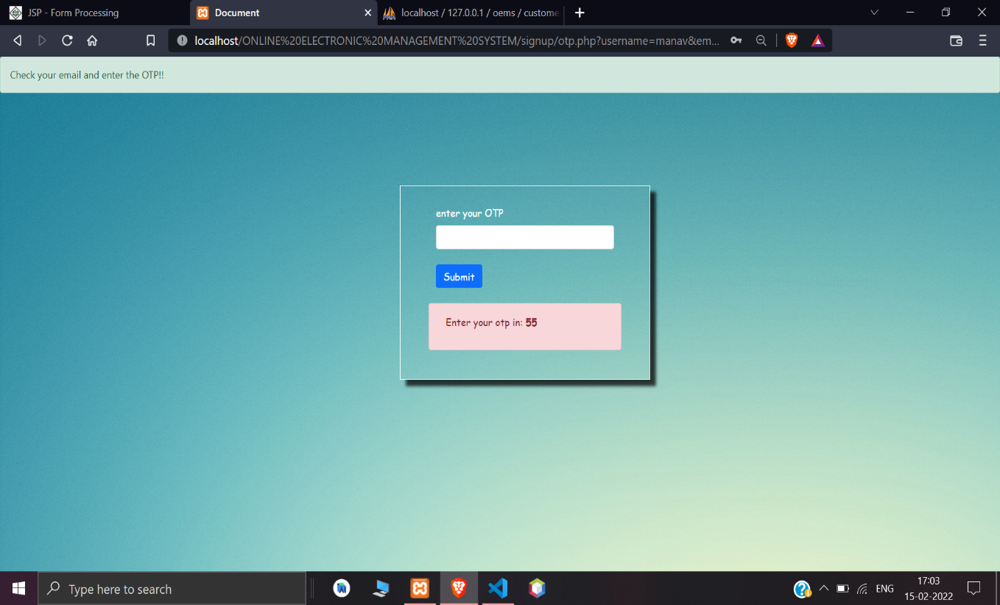 JSP - Form Processing
Document
localhost / 127.0.0.1 / oems / custome
localhost/ONLINE%20ELECTRONIC%20MANAGEMENT%20SYSTEM/signup/otp.php?username=manav&em...
Check your email and enter the OTP!!
enter your OTP
Submit
Enter your otp in: 55
Type here to search
ENG
17:03
15-02-2022